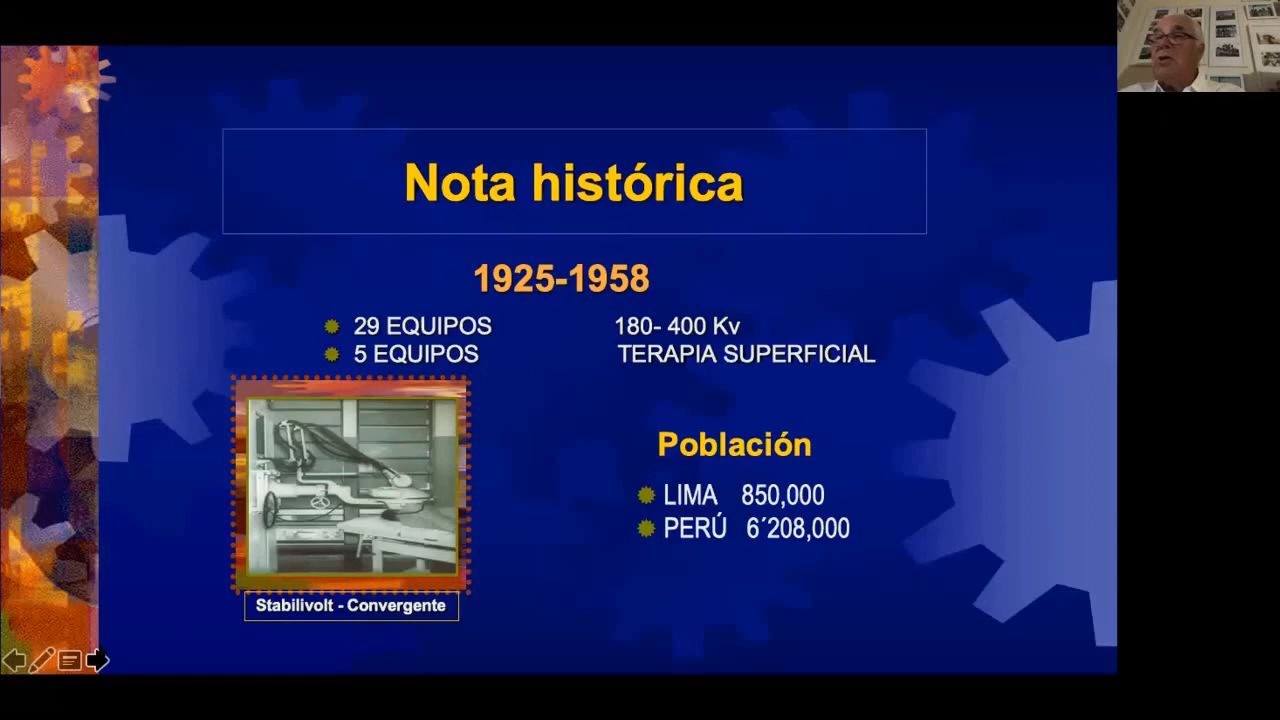 Nota histórica
1925-1958
29 EQUIPOS 180- 400 Kv
5 EQUIPOS TERAPIA SUPERFICIAL
Población
LIMA 850,000
PERÚ 6´208,000
Stabilivolt - Convergente